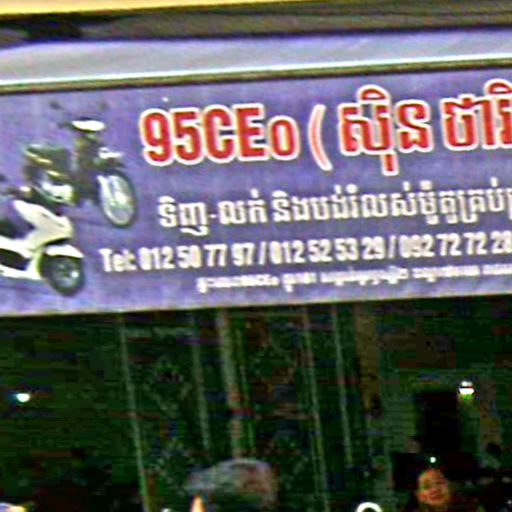 95CEo ( ស៊ិន ថារិ
ទិញ-លក់ និងបង់រំលស់ម៉ូតូគ្រប់
Tel: 012 50 77 97 / 012 52 53 29 / 092 72 72 28